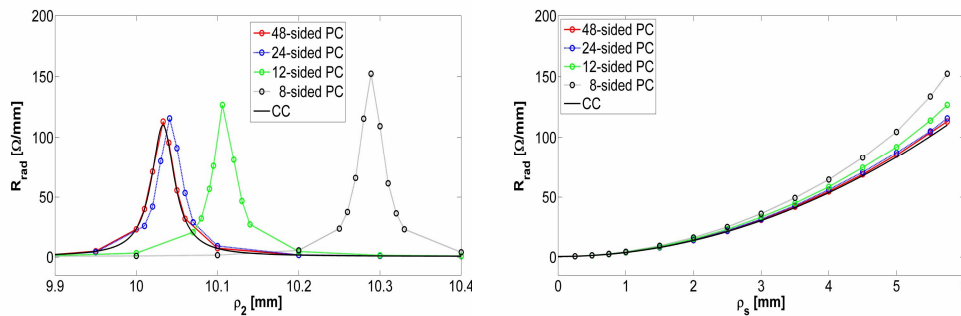 200
150
100
50
0
R_rad [Ω/mm]
48-sided PC
24-sided PC
12-sided PC
8-sided PC
CC
9.9 10 10.1 10.2 10.3 10.4
ρ_2 [mm]
200
150
100
50
0
R_rad [Ω/mm]
48-sided PC
24-sided PC
12-sided PC
8-sided PC
CC
0 1 2 3 4 5
ρ_s [mm]